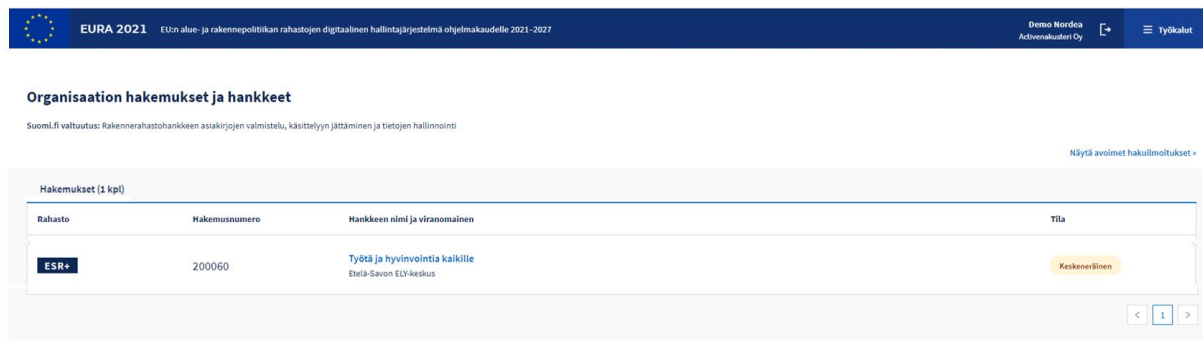 EURA 2021 EU:n alue- ja rakennepolitiikan rahastojen digitaalinen hallintajärjestelmä ohjelmakaudelle 2021–2027
Demo Nordea
Activenakusteri Oy
Työkalut
Organisaation hakemukset ja hankkeet
Suomi.fi valtuutus: Rakennerahastohankkeen asiakirjojen valmistelu, käsittelyyn jättäminen ja tietojen hallinnointi
Näytä avoimet hakuilmoitukset »
Hakemukset (1 kpl)
Rahasto Hakemusnumero Hankkeen nimi ja viranomainen Tila
ESR+ 200060 Työtä ja hyvinvointia kaikille Keskeneräinen
Etelä-Savon ELY-keskus
< 1 >